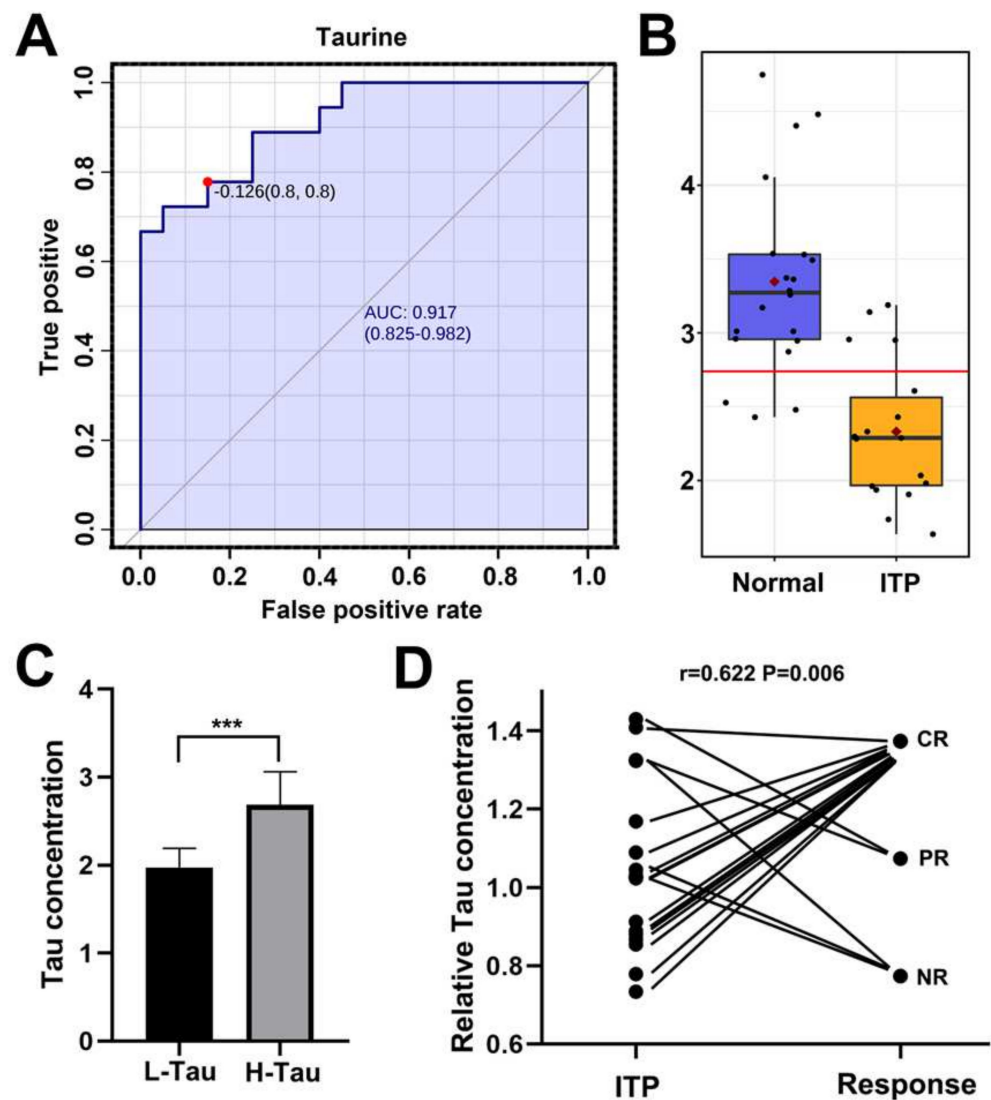 A
Taurine
True positive
1.0
0.8
0.6
0.4
0.2
0.0
-0.126(0.8, 0.8)
AUC: 0.917
(0.825-0.982)
0.0 0.2 0.4 0.6 0.8 1.0
False positive rate
B
4
3
2
Normal ITP
C
Tau concentration
4
3
2
1
0
***
L-Tau H-Tau
D
r=0.622 P=0.006
Relative Tau concentration
1.4
1.2
1.0
0.8
0.6
CR
PR
NR
ITP Response